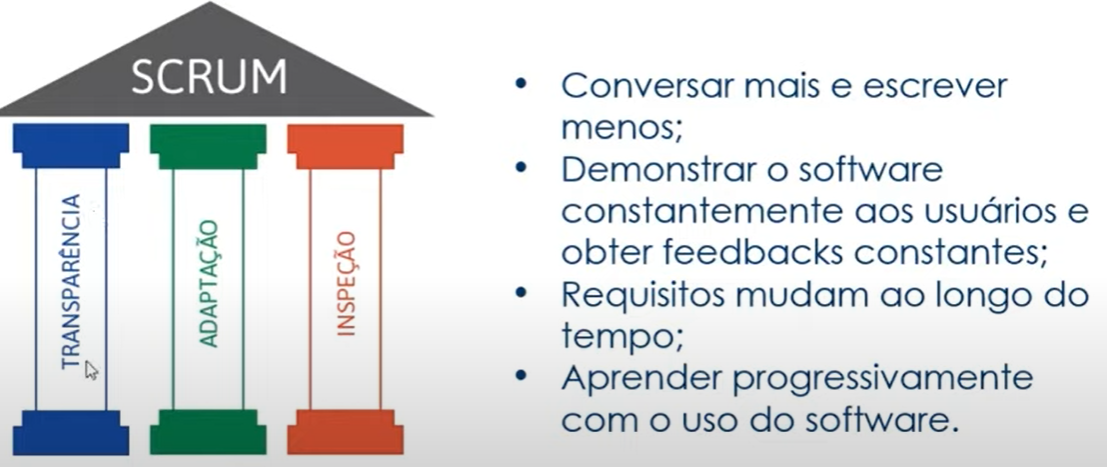 SCRUM
TRANSPARÊNCIA
ADAPTAÇÃO
INSPEÇÃO
• Conversar mais e escrever
menos;
• Demonstrar o software
constantemente aos usuários e
obter feedbacks constantes;
• Requisitos mudam ao longo do
tempo;
• Aprender progressivamente
com o uso do software.